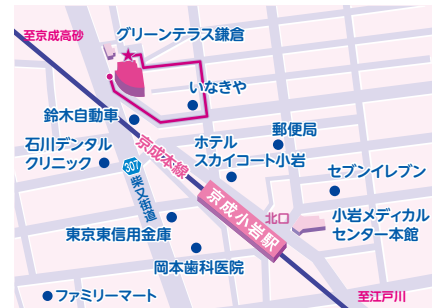 至京成高砂
グリーンテラス鎌倉
いなきや
鈴木自動車
石川デンタル
クリニック
307
柴又街道
京成本線
ホテル
スカイコート小岩
郵便局
セブンイレブン
京成小岩駅
北口
小岩メディカル
センター本館
東京東信用金庫
岡本歯科医院
ファミリーマート
至江戸川